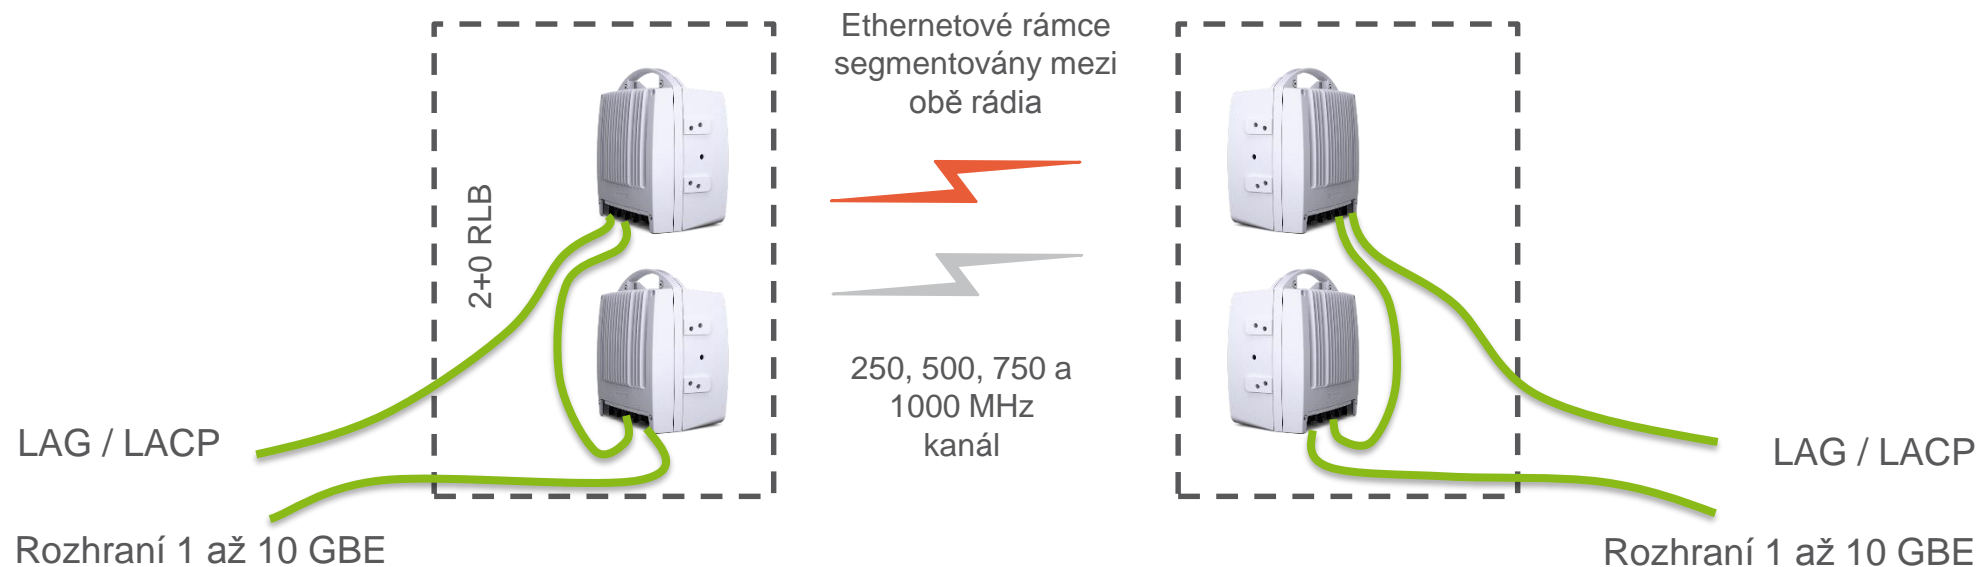 Ethernetové rámce
segmentovány mezi
obě rádia
2+0 RLB
250, 500, 750 a
1000 MHz
kanál
LAG / LACP
LAG / LACP
Rozhraní 1 až 10 GBE
Rozhraní 1 až 10 GBE